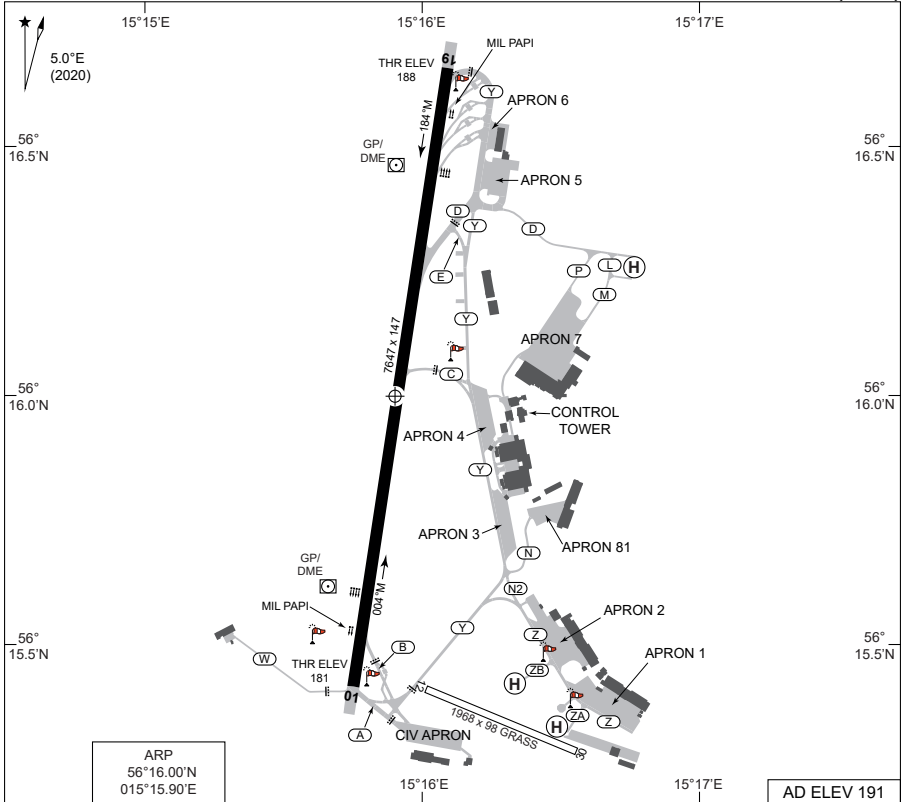 15°15'E
15°16'E
15°17'E
5.0°E
(2020)
THR ELEV
188
19
MIL PAPI
Y
APRON 6
184°M
56°
16.5'N
56°
16.5'N
GP/
DME
APRON 5
D
Y
D
E
P
L
H
M
Y
7647 x 147
APRON 7
C
56°
16.0'N
56°
16.0'N
CONTROL
TOWER
APRON 4
Y
APRON 3
APRON 81
N
GP/
DME
004°M
N2
MIL PAPI
Y
Z
APRON 2
56°
15.5'N
56°
15.5'N
B
W
APRON 1
THR ELEV
181
ZB
H
01
12
1968 x 98 GRASS
ZA
Z
H
A
CIV APRON
30
ARP
56°16.00'N
015°15.90'E
15°16'E
15°17'E
AD ELEV 191